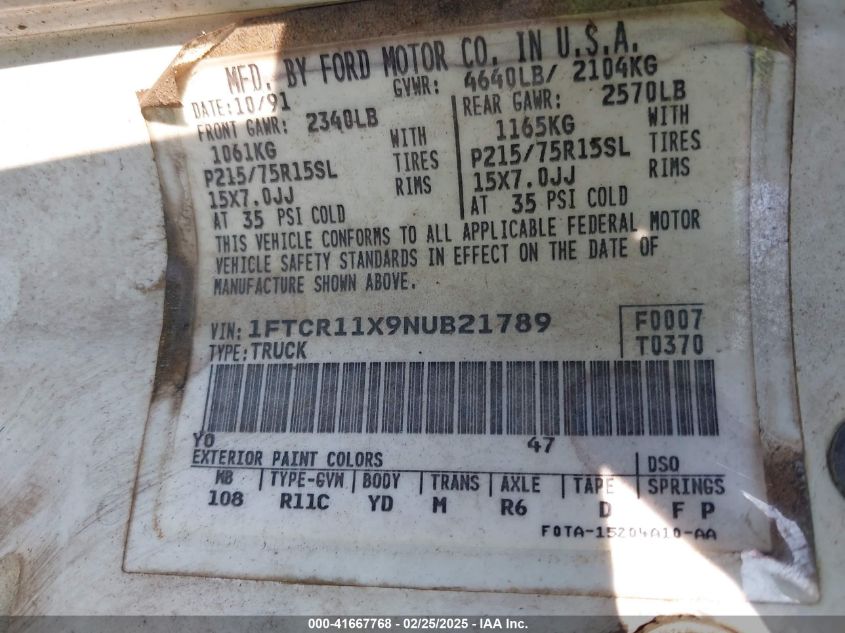 MFD. BY FORD MOTOR CO. IN U.S.A.
DATE: 10/91 GVWR: 4640LB/ 2104KG
FRONT GAWR: 2340LB REAR GAWR: 2570LB
1061KG WITH 1165KG WITH
P215/75R15SL TIRES P215/75R15SL TIRES
15X7.0JJ RIMS 15X7.0JJ RIMS
AT 35 PSI COLD AT 35 PSI COLD
THIS VEHICLE CONFORMS TO ALL APPLICABLE FEDERAL MOTOR
VEHICLE SAFETY STANDARDS IN EFFECT ON THE DATE OF
MANUFACTURE SHOWN ABOVE.
VIN: 1FTCR11X9NUB21789 F0007
TYPE: TRUCK T0370
YO 47
EXTERIOR PAINT COLORS DSO
WB TYPE-GVM BODY TRANS AXLE TAPE SPRINGS
108 R11C YD M R6 D F P
F0TA-15204A10-AA
000-41667768 - 02/25/2025 - IAAI Copyright